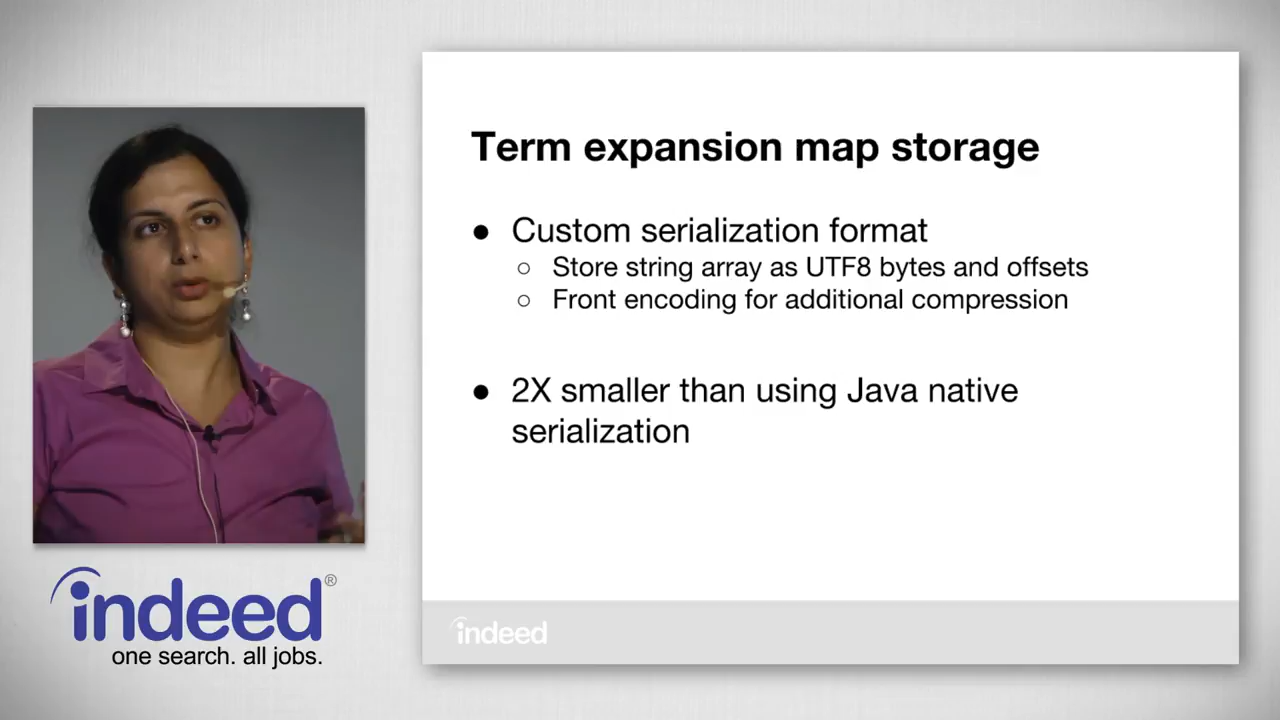 Term expansion map storage
● Custom serialization format
○ Store string array as UTF8 bytes and offsets
○ Front encoding for additional compression
● 2X smaller than using Java native
serialization
indeed
indeed®
one search. all jobs.